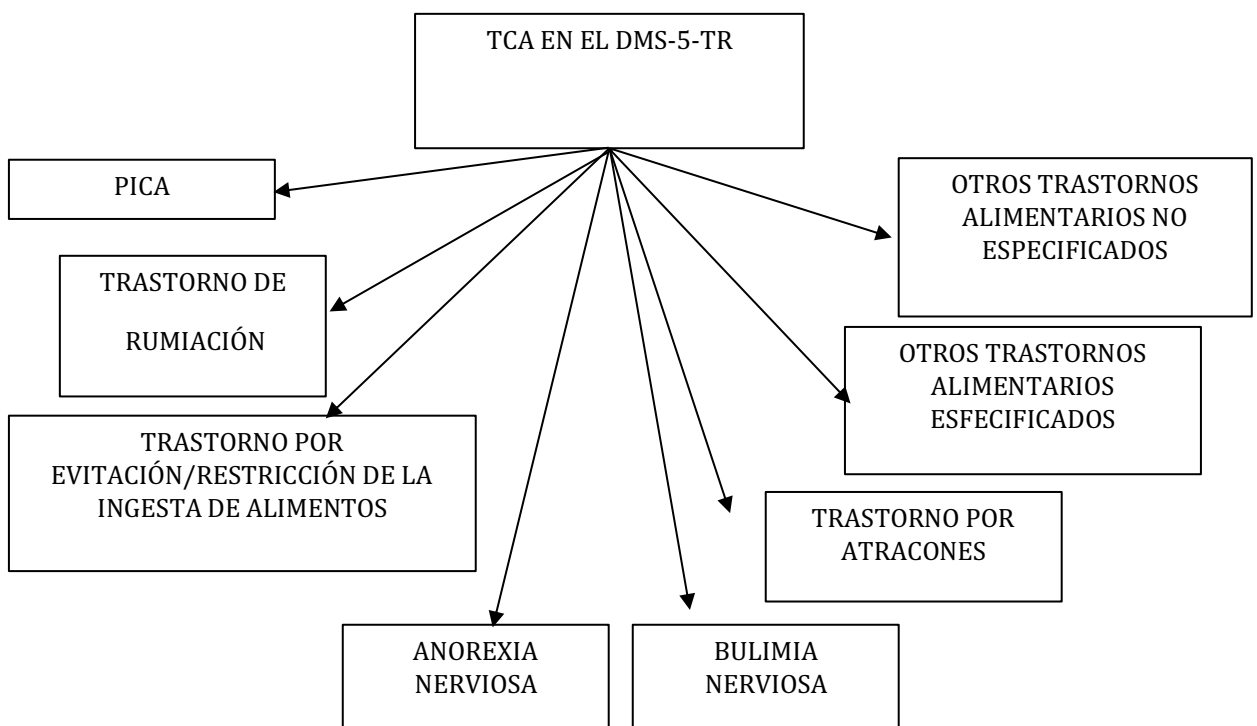 TCA EN EL DMS-5-TR
PICA
OTROS TRASTORNOS
ALIMENTARIOS NO
ESPECIFICADOS
TRASTORNO DE
RUMIACIÓN
OTROS TRASTORNOS
ALIMENTARIOS
ESFECIFICADOS
TRASTORNO POR
EVITACIÓN/RESTRICCIÓN DE LA
INGESTA DE ALIMENTOS
TRASTORNO POR
ATRACONES
ANOREXIA
NERVIOSA
BULIMIA
NERVIOSA